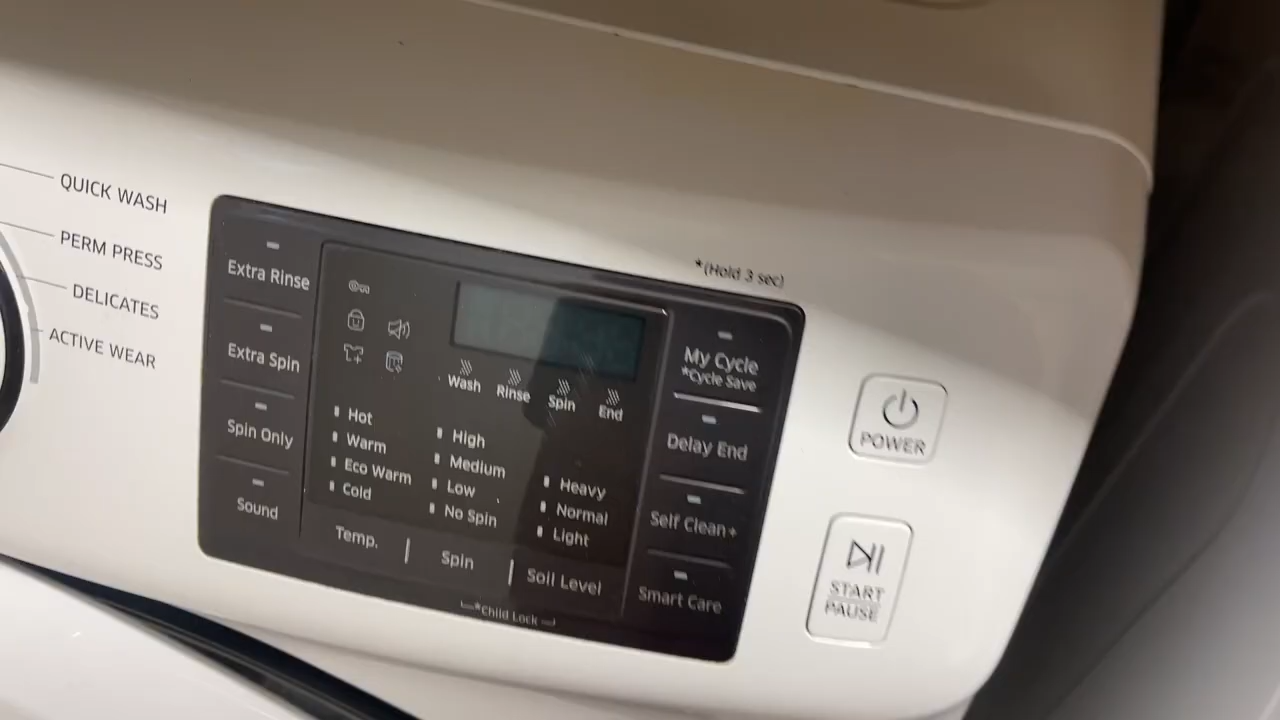 QUICK WASH
PERM PRESS
DELICATES
ACTIVE WEAR
Extra Rinse
Extra Spin
Spin Only
Sound
Wash
Rinse
Spin
End
Hot
Warm
Eco Warm
Cold
Temp.
High
Medium
Low
No Spin
Spin
Heavy
Normal
Light
Soil Level
*Child Lock
*(Hold 3 sec)
My Cycle
*Cycle Save
Delay End
Self Clean+
Smart Care
POWER
START
PAUSE